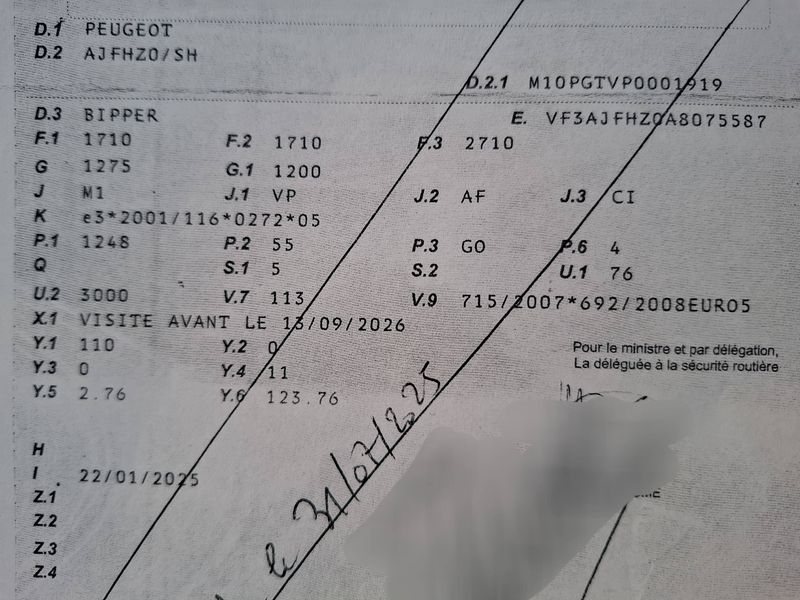 D.1 PEUGEOT
D.2 AJFHZ0/SH
D.2.1 M10PGTVP0001919
D.3 BIPPER E. VF3AJFHZ0A8075587
F.1 1710 F.2 1710 F.3 2710
G 1275 G.1 1200
J M1 J.1 VP J.2 AF J.3 CI
K e3*2001/116*0272*05
P.1 1248 P.2 55 P.3 GO P.6 4
Q S.1 5 S.2 U.1 76
U.2 3000 V.7 113 V.9 715/2007*692/2008EURO5
X.1 VISITE AVANT LE 13/09/2026
Y.1 110 Y.2 0
Y.3 0 Y.4 11
Y.5 2.76 Y.6 123.76
Pour le ministre et par délégation,
La déléguée à la sécurité routière
le 31/07/2025
H
I 22/01/2025
Z.1
Z.2
Z.3
Z.4